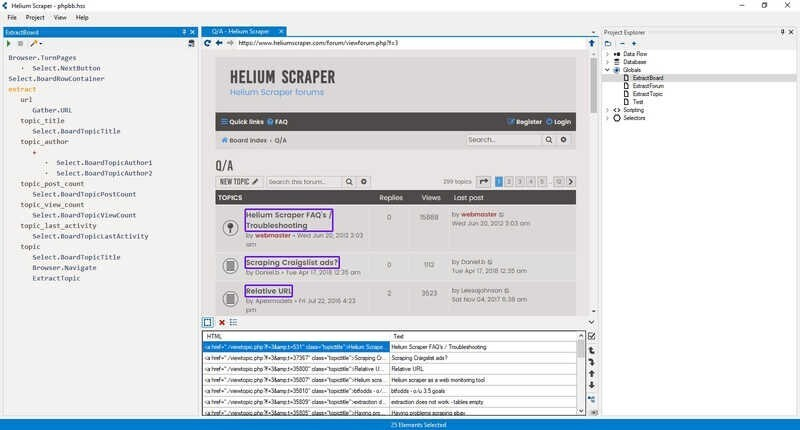 Helium Scraper - phpbb.hss
File Project View Help
ExtractBoard
Browser.TurnPages
· Select.NextButton
Select.BoardRowContainer
extract
url
Gather.URL
topic_title
Select.BoardTopicTitle
topic_author
+
· Select.BoardTopicAuthor1
· Select.BoardTopicAuthor2
topic_post_count
Select.BoardTopicPostCount
topic_view_count
Select.BoardTopicViewCount
topic_last_activity
Select.BoardTopicLastActivity
topic
Select.BoardTopicTitle
Browser.Navigate
ExtractTopic
Q/A - Helium Scraper
https://www.heliumscraper.com/forum/viewforum.php?f=3
HELIUM SCRAPER
Helium Scraper forums
Quick links FAQ Register Login
Board index ‹ Q/A Search...
Q/A
NEW TOPIC Search this forum... 299 topics 1 2 3 4 5 ... 12
TOPICS Replies Views Last post
Helium Scraper FAQ's / Troubleshooting
by webmaster » Wed Jun 20, 2012 3:03 am
0 15888 by webmaster
Wed Jun 20, 2012 3:03 am
Scraping Craigslist ads?
by Daniel.b » Tue Apr 17, 2018 12:35 am
0 1112 by Daniel.b
Tue Apr 17, 2018 12:35 am
Relative URL
by Apexmodels » Fri Jul 22, 2016 4:23 pm
2 3523 by Leesajohnson
Sat Nov 04, 2017 6:38 am
HTML Text
<a href="./viewtopic.php?f=3&amp;t=531" class="topictitle">Helium Scrape... Helium Scraper FAQ's / Troubleshooting
<a href="./viewtopic.php?f=3&amp;t=37367" class="topictitle">Scraping Cr... Scraping Craigslist ads?
<a href="./viewtopic.php?f=3&amp;t=35800" class="topictitle">Relative U... Relative URL
<a href="./viewtopic.php?f=3&amp;t=35807" class="topictitle">Helium scra... Helium scraper as a web monitoring tool
<a href="./viewtopic.php?f=3&amp;t=35810" class="topictitle">btfodds - o/... btfodds - o/u 3.5 goals
<a href="./viewtopic.php?f=3&amp;t=35809" class="topictitle">extraction d... extraction does not work - tables empty
<a href="./viewtopic.php?f=3&amp;t=35805" class="topictitle">Having pro... Having problems scraping ebay
Project Explorer
Data Flow
Database
Globals
ExtractBoard
ExtractForum
ExtractTopic
Test
Scripting
Selectors
25 Elements Selected